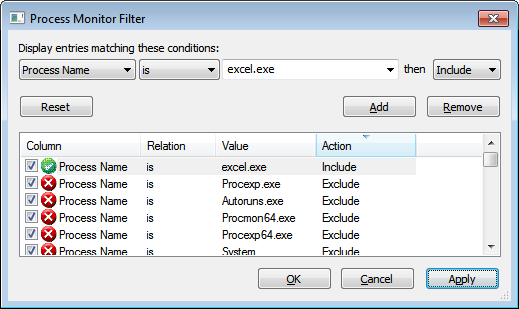 Process Monitor Filter
Display entries matching these conditions:
Process Name is excel.exe then Include
Reset Add Remove
Column Relation Value Action
Process Name is excel.exe Include
Process Name is Procexp.exe Exclude
Process Name is Autoruns.exe Exclude
Process Name is Procmon64.exe Exclude
Process Name is Procexp64.exe Exclude
Process Name is System Exclude
OK Cancel Apply